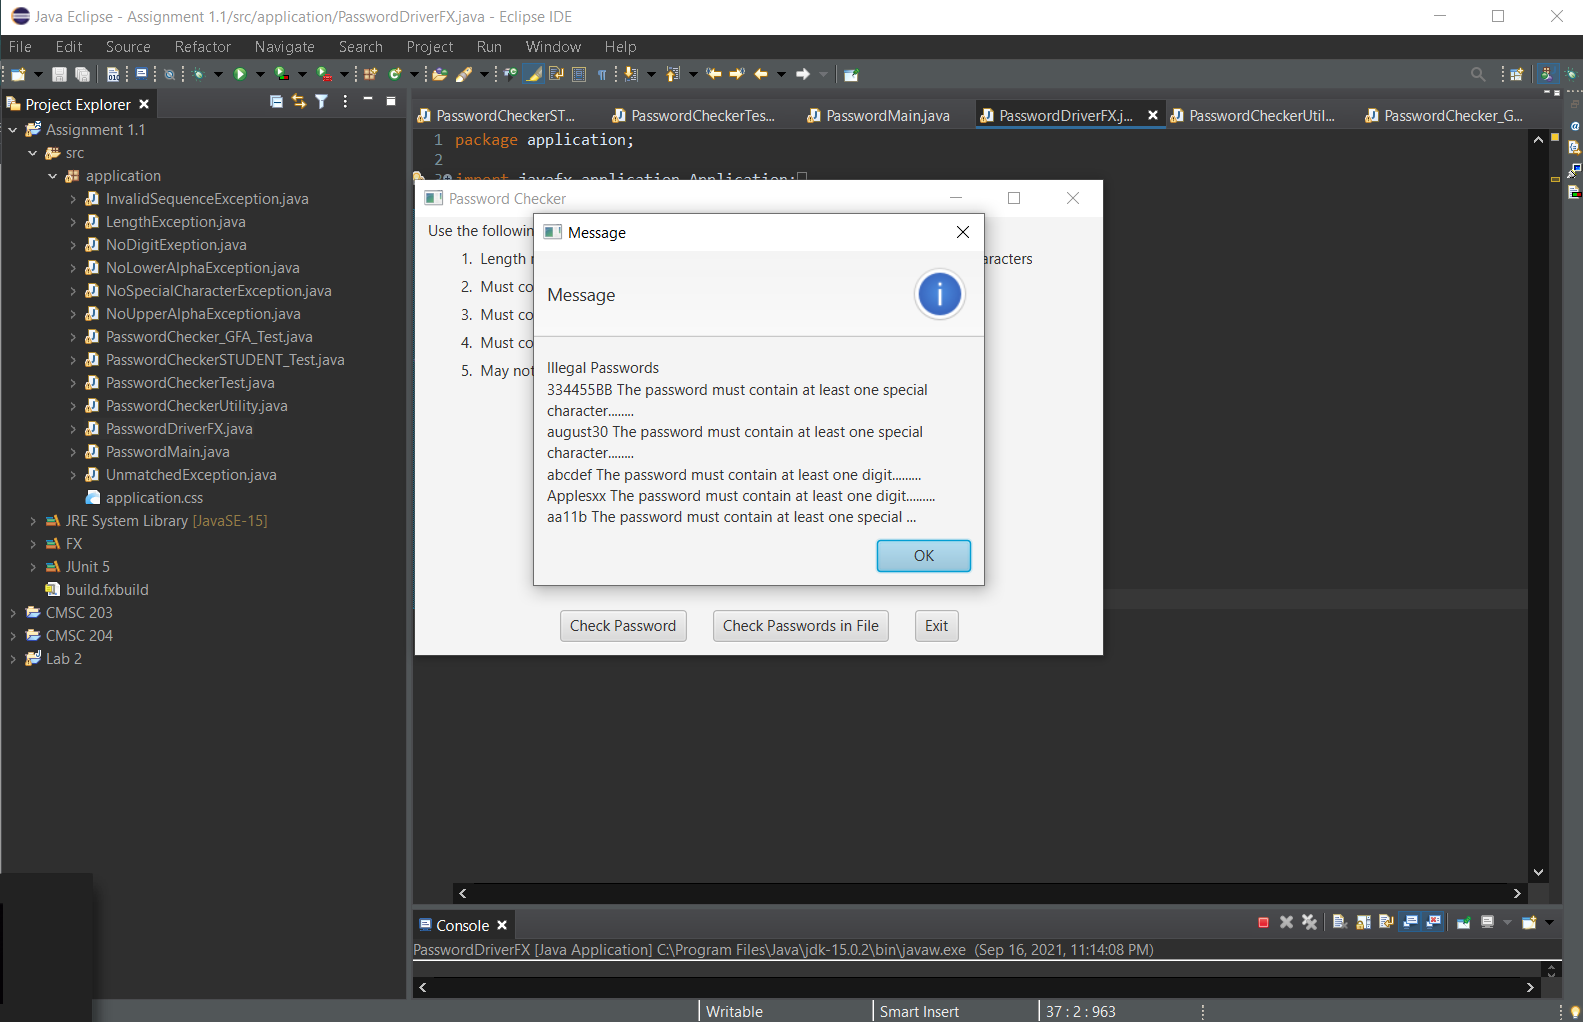 Java Eclipse - Assignment 1.1/src/application/PasswordDriverFX.java - Eclipse IDE
File Edit Source Refactor Navigate Search Project Run Window Help
Project Explorer
Assignment 1.1
src
application
InvalidSequenceException.java
LengthException.java
NoDigitExeption.java
NoLowerAlphaException.java
NoSpecialCharacterException.java
NoUpperAlphaException.java
PasswordChecker_GFA_Test.java
PasswordCheckerSTUDENT_Test.java
PasswordCheckerTest.java
PasswordCheckerUtility.java
PasswordDriverFX.java
PasswordMain.java
UnmatchedException.java
application.css
JRE System Library [JavaSE-15]
FX
JUnit 5
build.fxbuild
CMSC 203
CMSC 204
Lab 2
PasswordCheckerST... PasswordCheckerTes... PasswordMain.java PasswordDriverFX.j... PasswordCheckerUtil... PasswordChecker_G...
1 package application;
2
import javafx.application.Application;
Password Checker
Use the followin
1. Length aracters
2. Must co
3. Must co
4. Must co
5. May not
Message
Message
Illegal Passwords
334455BB The password must contain at least one special
character........
august30 The password must contain at least one special
character........
abcdef The password must contain at least one digit.........
Applesxx The password must contain at least one digit.........
aa11b The password must contain at least one special ...
OK
Check Password Check Passwords in File Exit
Console
PasswordDriverFX [Java Application] C:\Program Files\Java\jdk-15.0.2\bin\javaw.exe (Sep 16, 2021, 11:14:08 PM)
Writable Smart Insert 37 : 2 : 963